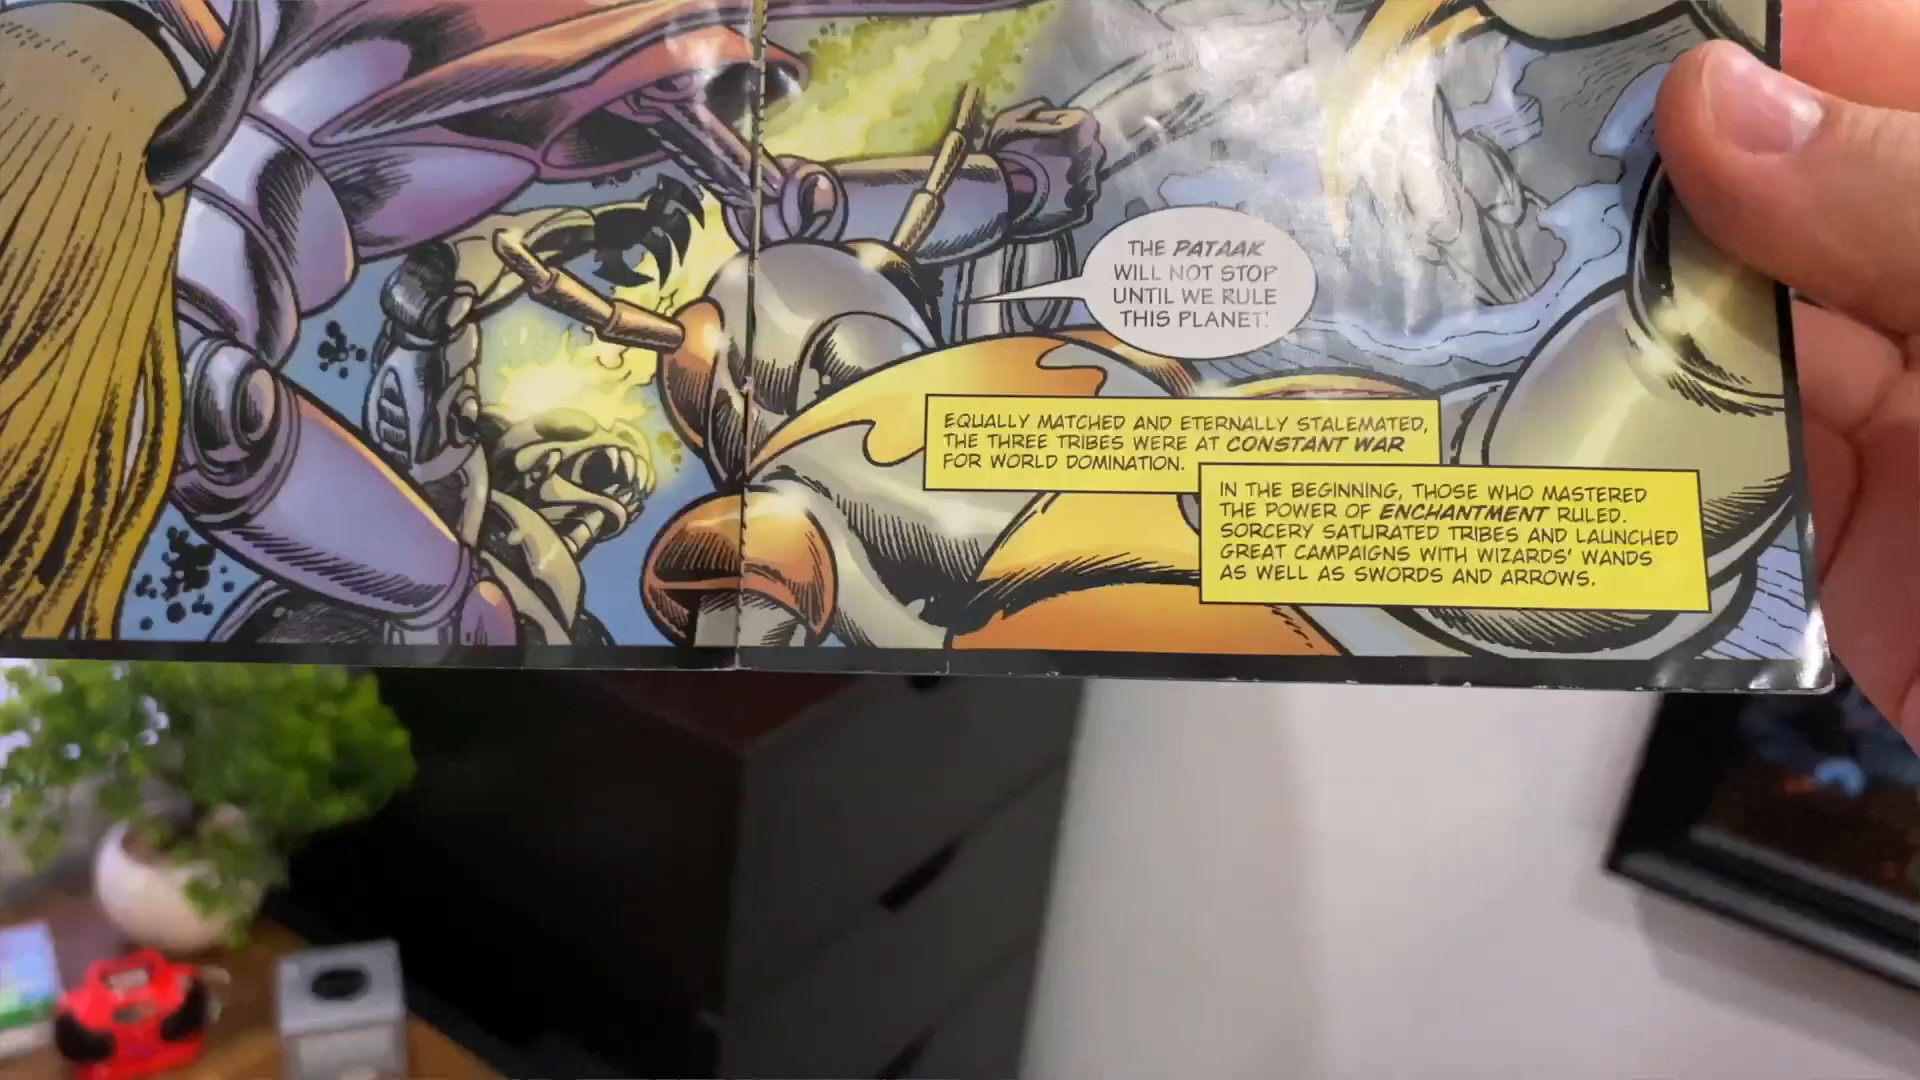 THE PATAAK
WILL NOT STOP
UNTIL WE RULE
THIS PLANET!
EQUALLY MATCHED AND ETERNALLY STALEMATED,
THE THREE TRIBES WERE AT CONSTANT WAR
FOR WORLD DOMINATION.
IN THE BEGINNING, THOSE WHO MASTERED
THE POWER OF ENCHANTMENT RULED.
SORCERY SATURATED TRIBES AND LAUNCHED
GREAT CAMPAIGNS WITH WIZARDS' WANDS
AS WELL AS SWORDS AND ARROWS.